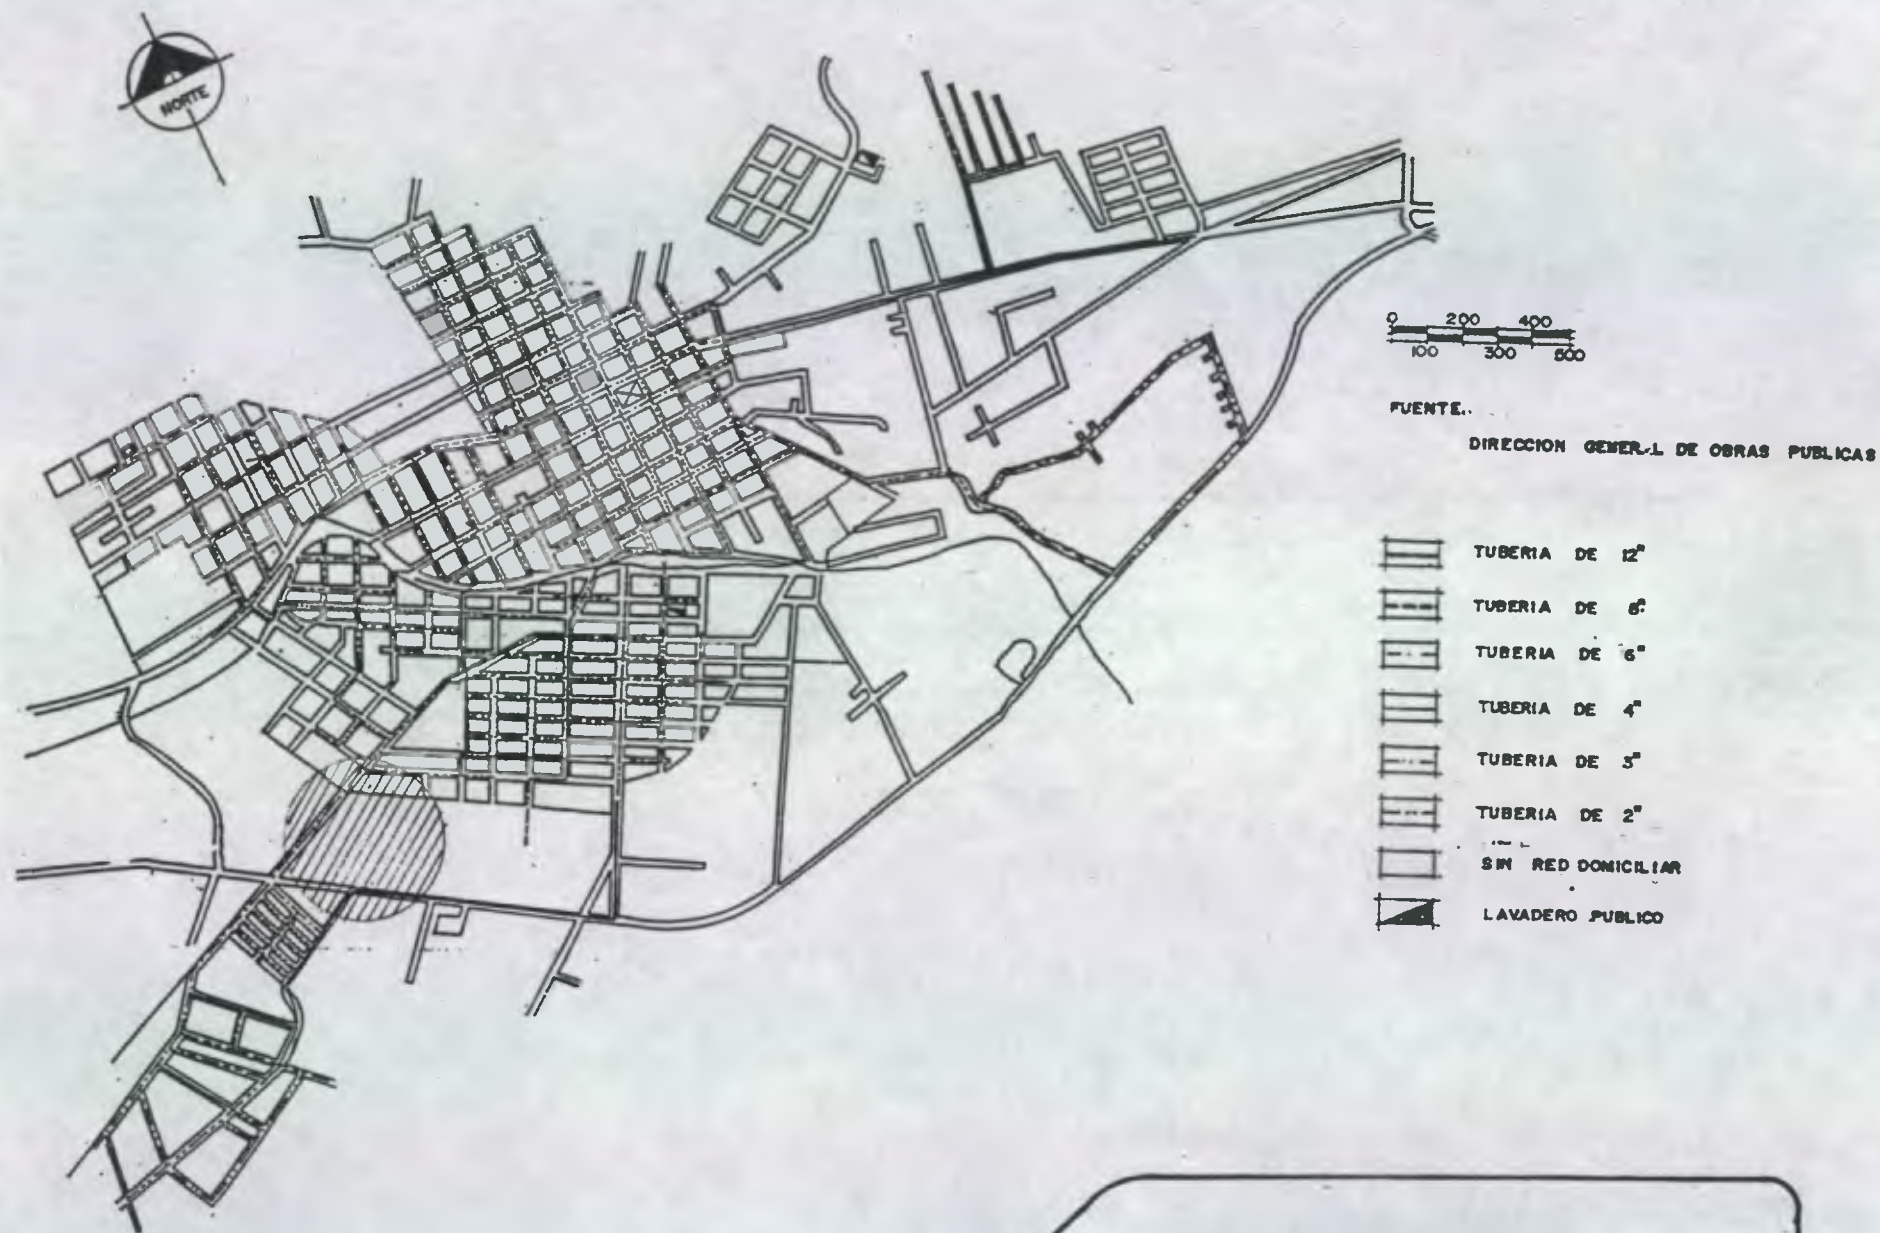 NORTE
0 200 400
100 300 500
FUENTE..
DIRECCION GENERAL DE OBRAS PUBLICAS
TUBERIA DE 12"
TUBERIA DE 8"
TUBERIA DE 6"
TUBERIA DE 4"
TUBERIA DE 3"
TUBERIA DE 2"
SIN RED DOMICILIAR
LAVADERO PUBLICO